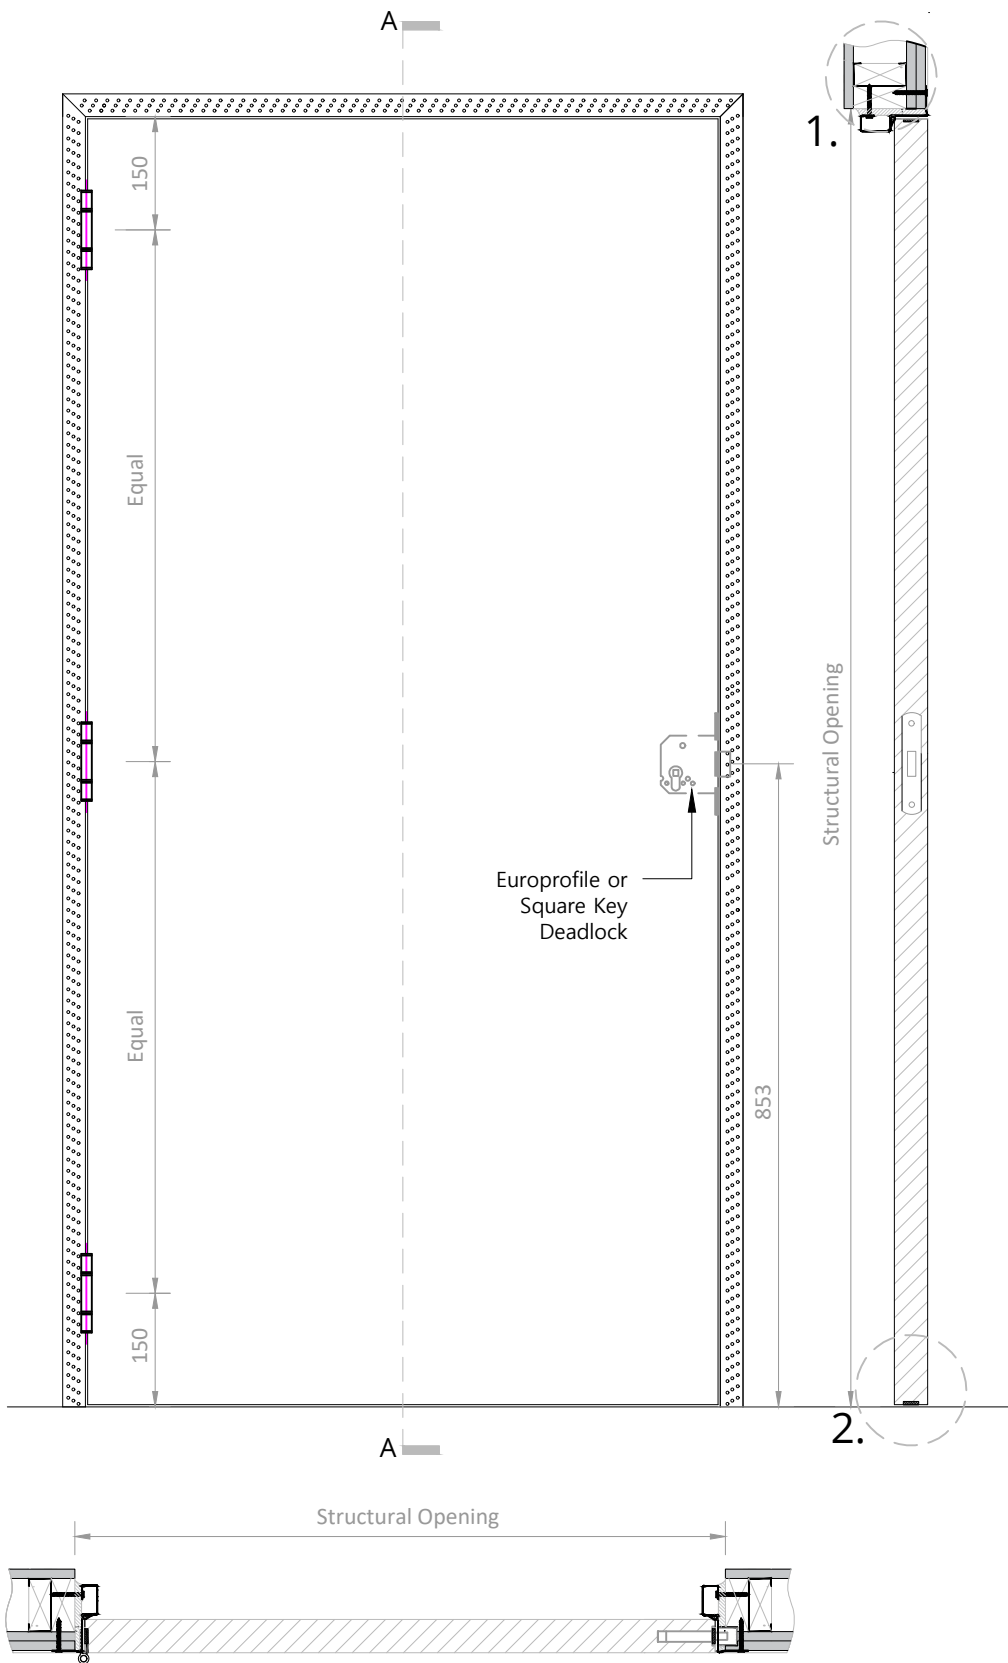 A
1.
150
Equal
Structural Opening
Europrofile or
Square Key
Deadlock
Equal
853
150
2.
A
Structural Opening